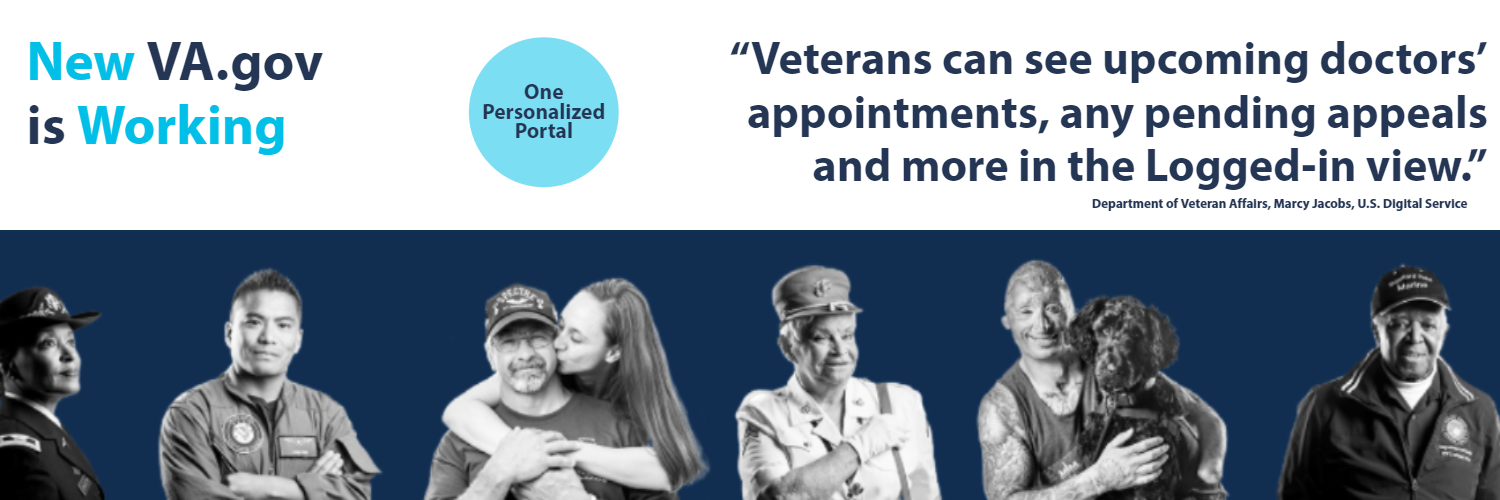 New VA.gov
is Working
One
Personalized
Portal
“Veterans can see upcoming doctors’
appointments, any pending appeals
and more in the Logged-in view.”
Department of Veteran Affairs, Marcy Jacobs, U.S. Digital Service
Marine